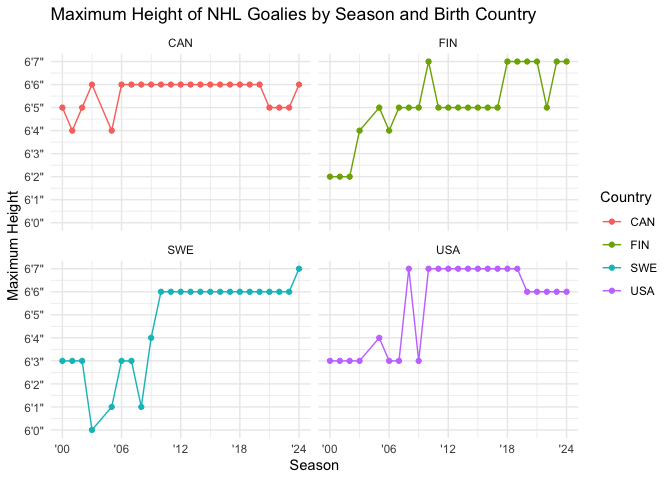 Maximum Height of NHL Goalies by Season and Birth Country
CAN
FIN
6'7"
6'6"
6'5"
6'4"
6'3"
6'2"
6'1"
6'0"
SWE
USA
6'7"
6'6"
6'5"
6'4"
6'3"
6'2"
6'1"
6'0"
'00 '06 '12 '18 '24
'00 '06 '12 '18 '24
Season
Maximum Height
Country
CAN
FIN
SWE
USA